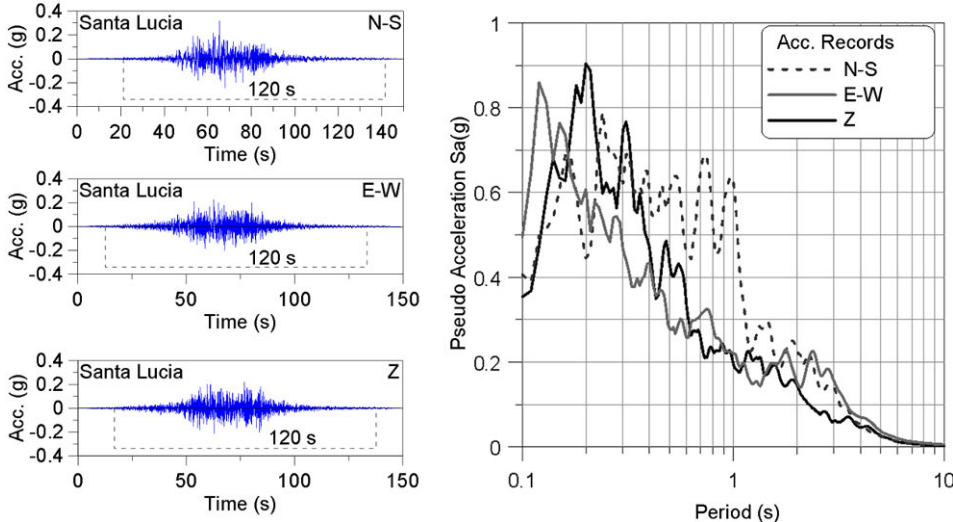 Santa Lucia N-S
Acc. (g)
0.4
0.2
0
-0.2
-0.4
120 s
0 20 40 60 80 100 120 140
Time (s)
Santa Lucia E-W
Acc. (g)
0.4
0.2
0
-0.2
-0.4
120 s
0 50 100 150
Time (s)
Santa Lucia Z
Acc. (g)
0.4
0.2
0
-0.2
-0.4
120 s
0 50 100 150
Time (s)
Pseudo Acceleration Sa(g)
1
0.8
0.6
0.4
0.2
0
0.1 1 10
Period (s)
Acc. Records
N-S
E-W
Z